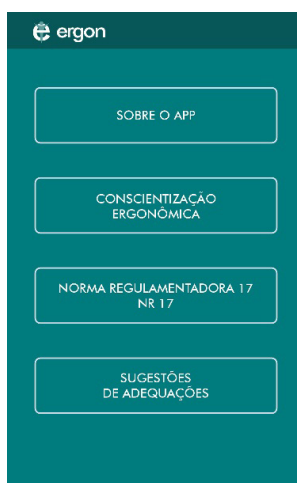 ergon
SOBRE O APP
CONSCIENTIZAÇÃO
ERGONÔMICA
NORMA REGULAMENTADORA 17
NR 17
SUGESTÕES
DE ADEQUAÇÕES